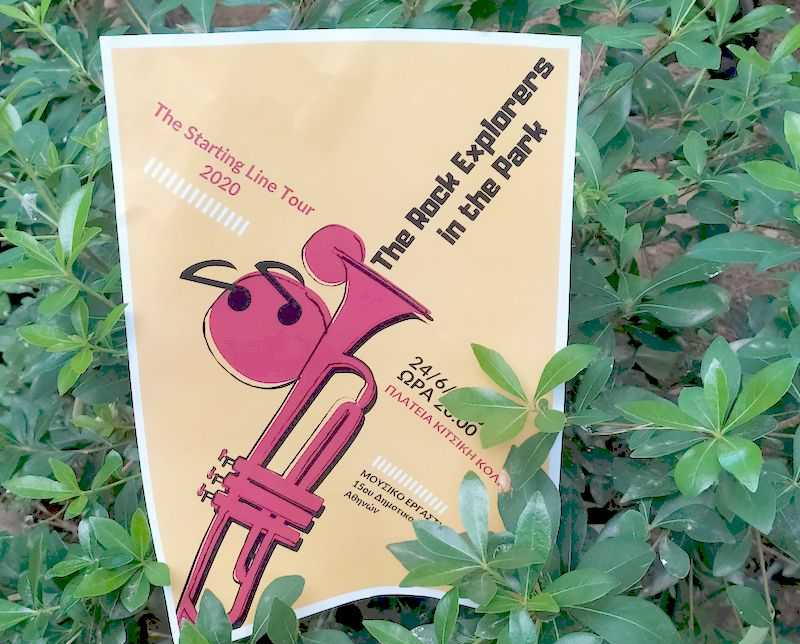 The Starting Line Tour
2020
The Rock Explorers
in the Park
24/6/
ΩΡΑ 20.00
ΠΛΑΤΕΙΑ ΚΙΤΣΙΚΗ
ΜΟΥΣΙΚΟ
15ου
Αθηνών